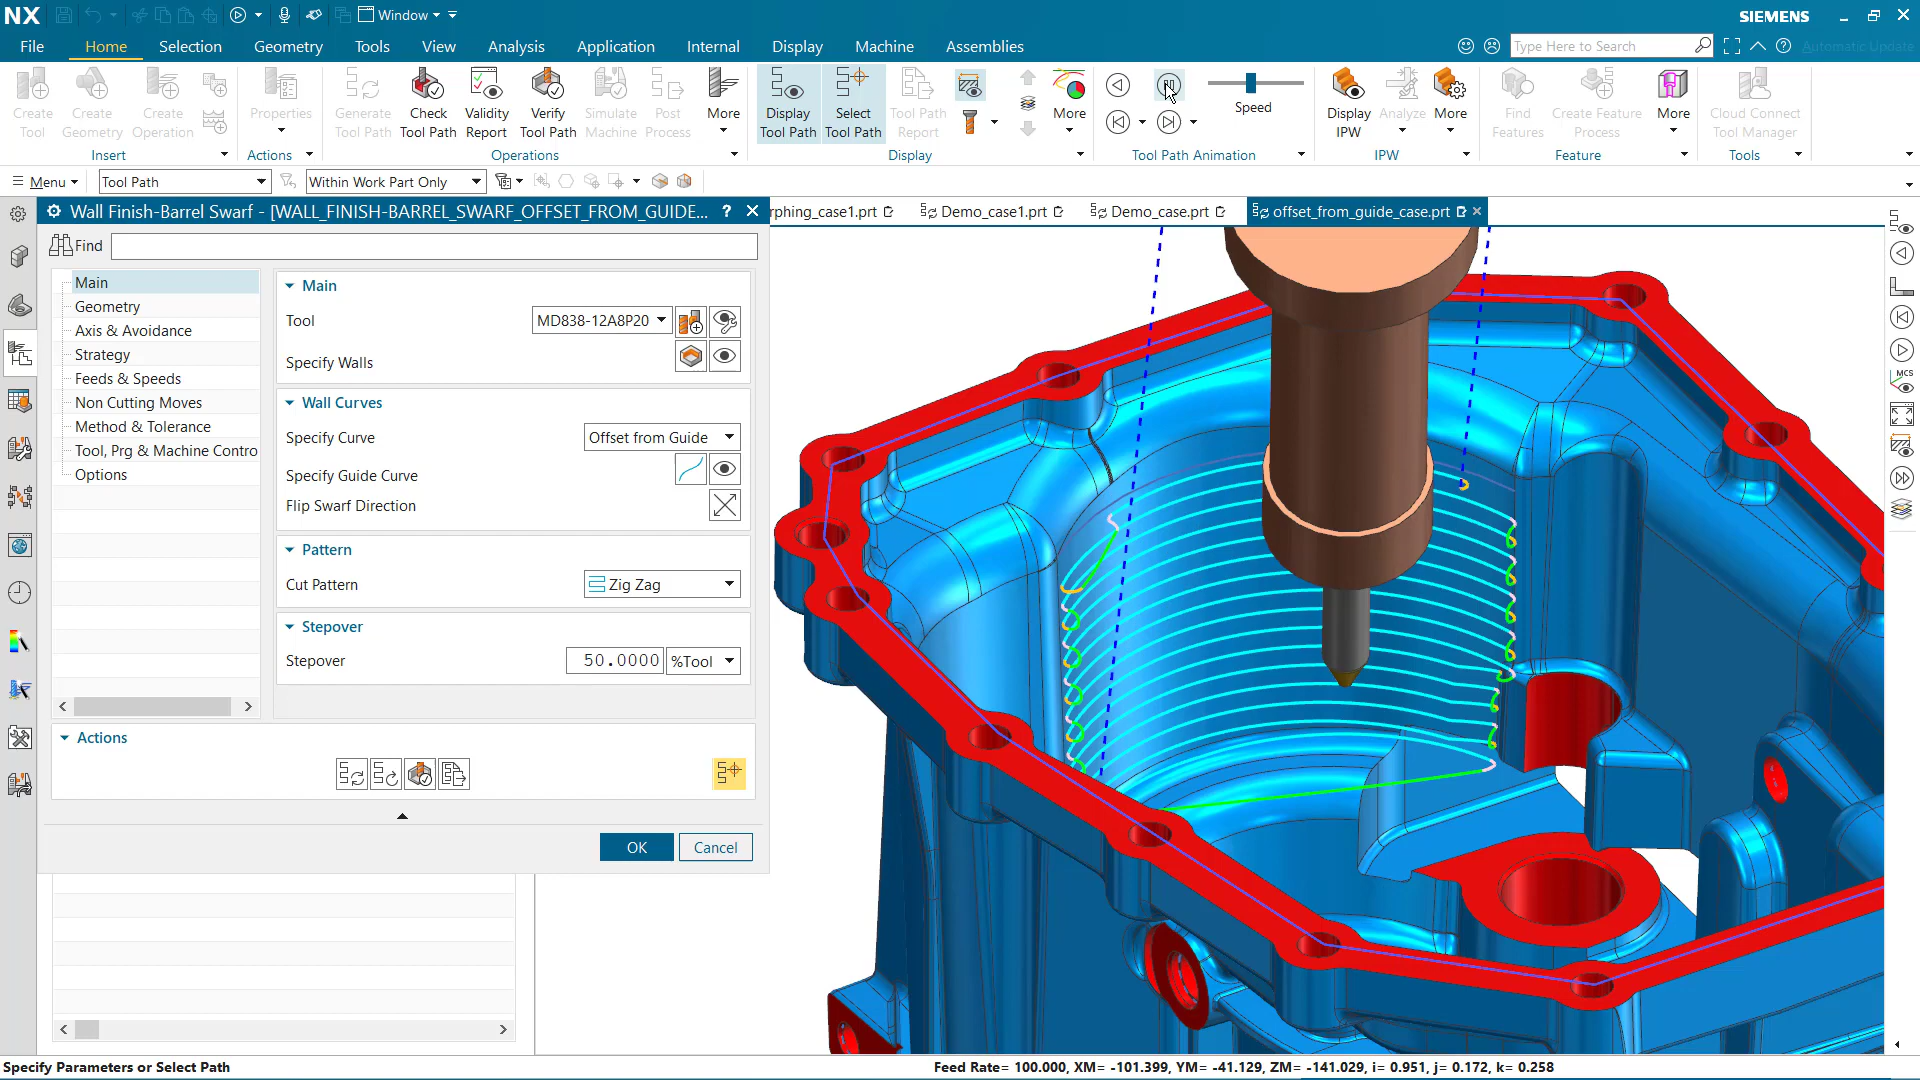 NX
Window
SIEMENS
File
Home
Selection
Geometry
Tools
View
Analysis
Application
Internal
Display
Machine
Assemblies
Type Here to Search
Automatic Update
Create Tool
Create Geometry
Create Operation
Properties
Generate Tool Path
Check Tool Path
Validity Report
Verify Tool Path
Simulate Machine
Post Process
More
Display Tool Path
Select Tool Path
Tool Path Report
More
Speed
Display IPW
Analyze
More
Find Features
Create Feature Process
More
Cloud Connect Tool Manager
Insert
Actions
Operations
Display
Tool Path Animation
IPW
Feature
Tools
Menu
Tool Path
Within Work Part Only
Wall Finish-Barrel Swarf - [WALL_FINISH-BARREL_SWARF_OFFSET_FROM_GUIDE...
?
rphing_case1.prt
Demo_case1.prt
Demo_case.prt
offset_from_guide_case.prt
Find
Main
Geometry
Axis & Avoidance
Strategy
Feeds & Speeds
Non Cutting Moves
Method & Tolerance
Tool, Prg & Machine Contro
Options
Main
Tool
MD838-12A8P20
Specify Walls
Wall Curves
Specify Curve
Offset from Guide
Specify Guide Curve
Flip Swarf Direction
Pattern
Cut Pattern
Zig Zag
Stepover
Stepover
50.0000
%Tool
Actions
OK
Cancel
MCS
Specify Parameters or Select Path
Feed Rate= 100.000, XM= -101.399, YM= -41.129, ZM= -141.029, i= 0.951, j= 0.172, k= 0.258